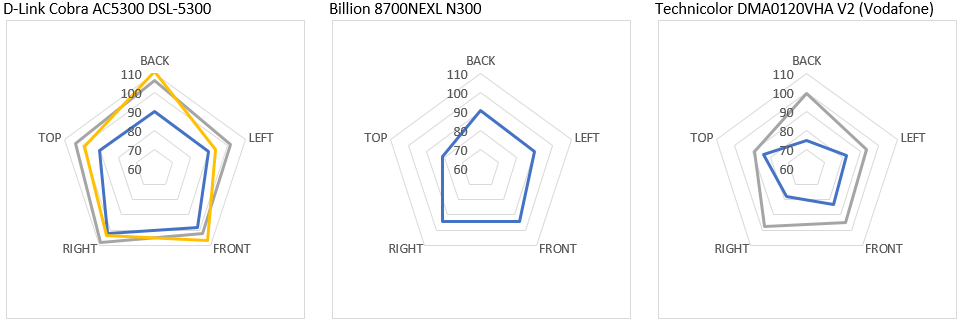 D-Link Cobra AC5300 DSL-5300
BACK
110
100
90
80
70
60
TOP
LEFT
RIGHT
FRONT
Billion 8700NEXL N300
BACK
110
100
90
80
70
60
TOP
LEFT
RIGHT
FRONT
Technicolor DMA0120VHA V2 (Vodafone)
BACK
110
100
90
80
70
60
TOP
LEFT
RIGHT
FRONT